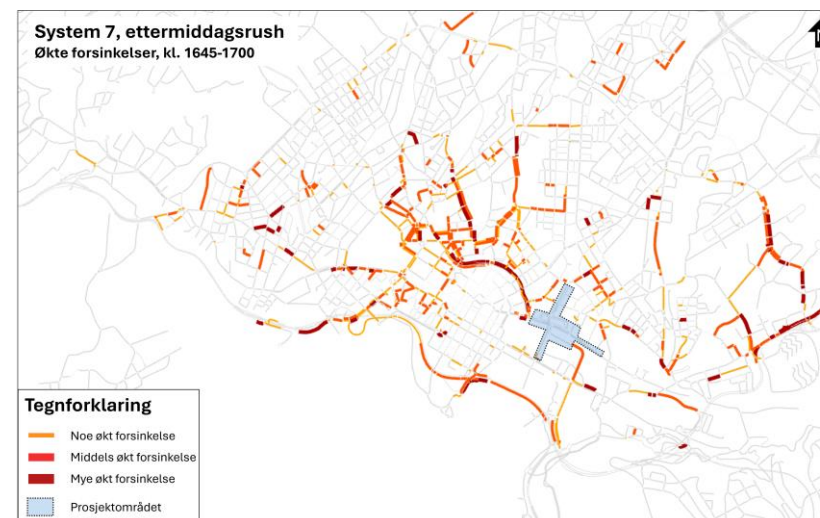 System 7, ettermiddagsrush
Økte forsinkelser, kl. 1645-1700
N
Tegnforklaring
Noe økt forsinkelse
Middels økt forsinkelse
Mye økt forsinkelse
Prosjektområdet